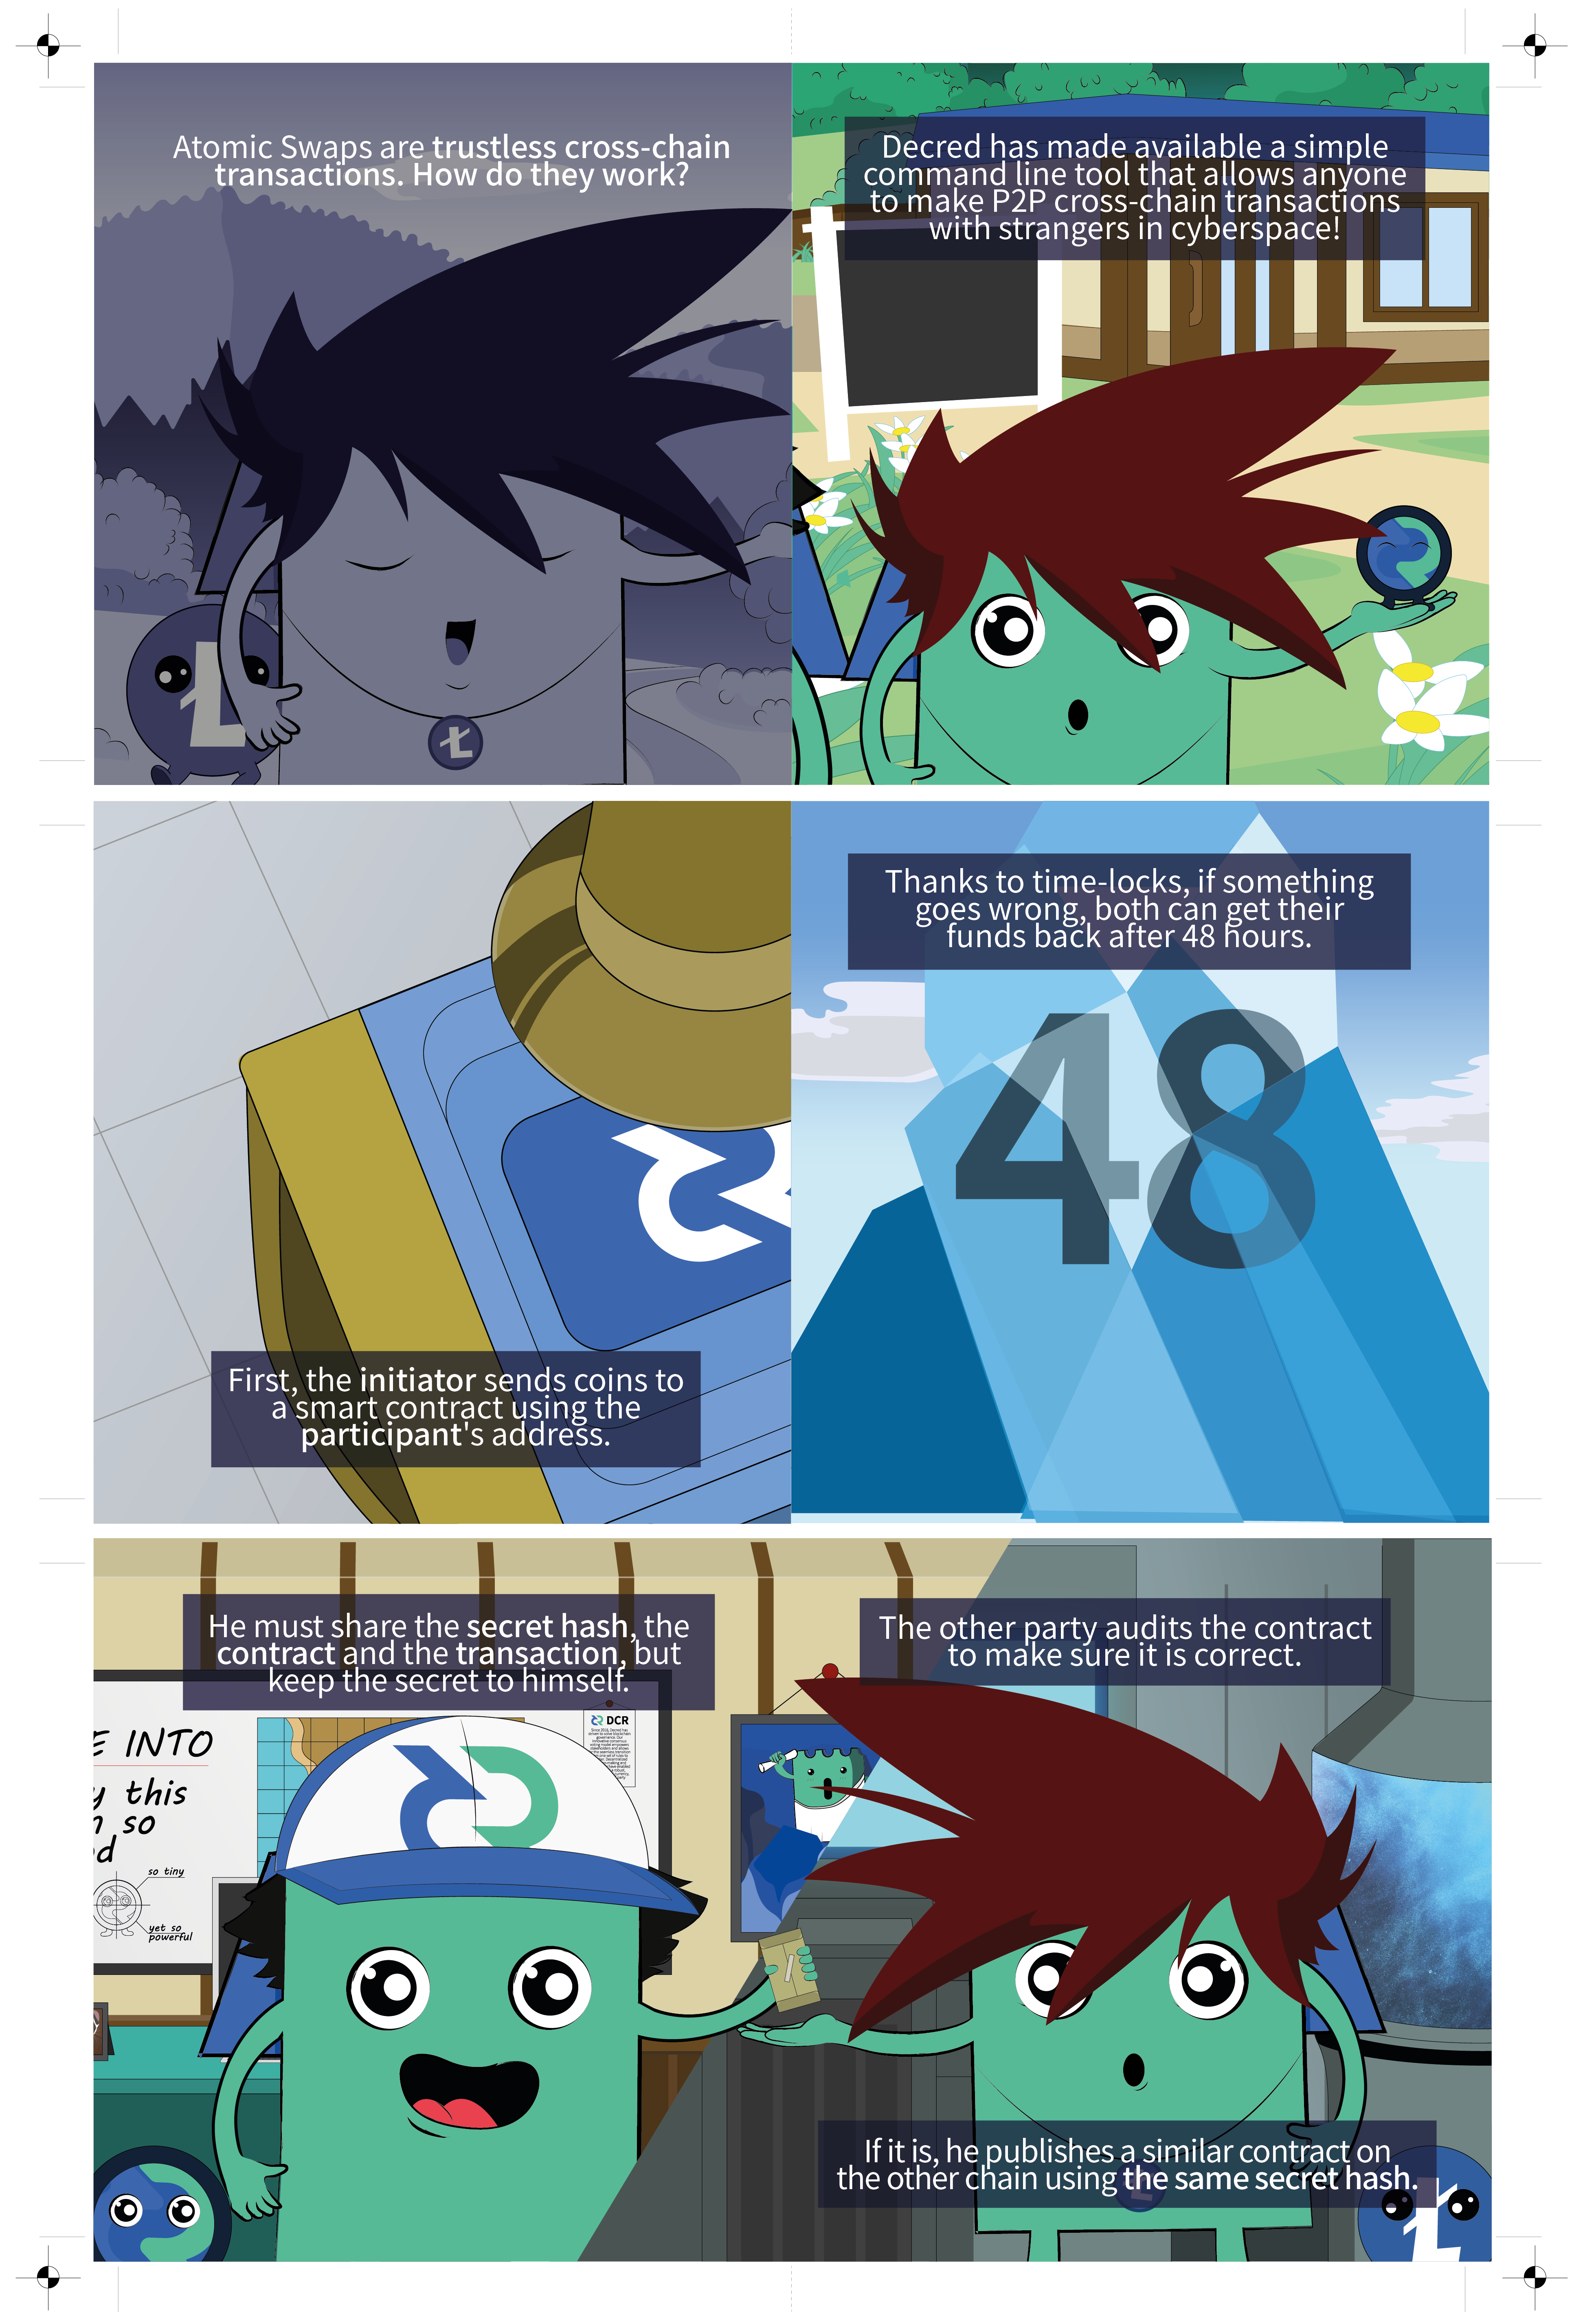 Atomic Swaps are trustless cross-chain
transactions. How do they work?
Decred has made available a simple
command line tool that allows anyone
to make P2P cross-chain transactions
with strangers in cyberspace!
First, the initiator sends coins to
a smart contract using the
participant's address.
Thanks to time-locks, if something
goes wrong, both can get their
funds back after 48 hours.
48
He must share the secret hash, the
contract and the transaction, but
keep the secret to himself.
The other party audits the contract
to make sure it is correct.
INTO
this
so
so tiny
yet so
powerful
DCR
If it is, he publishes a similar contract on
the other chain using the same secret hash.